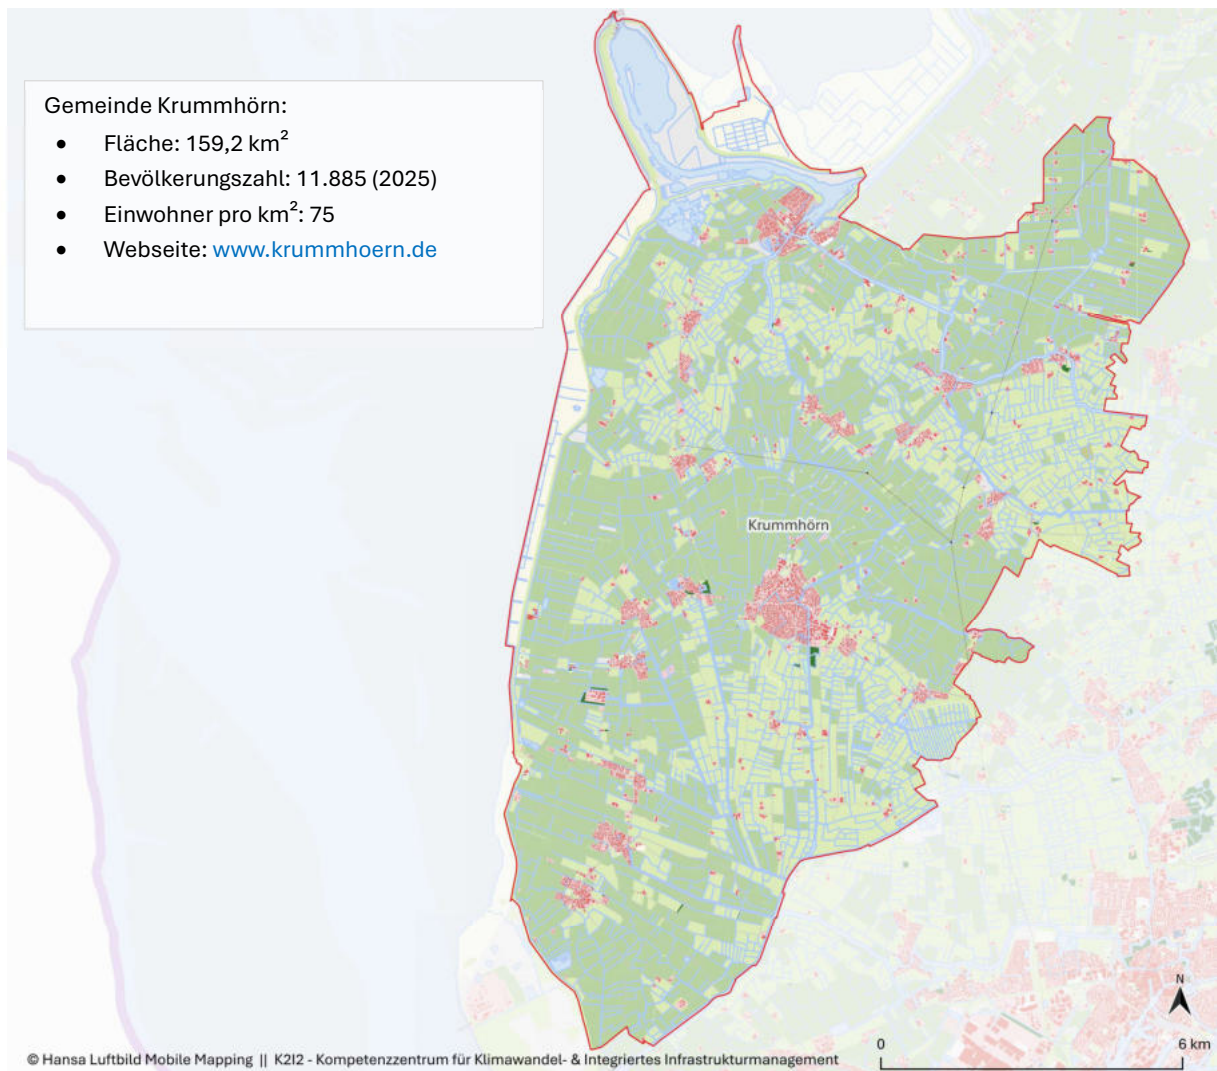 Gemeinde Krummhörn:
• Fläche: 159,2 km²
• Bevölkerungszahl: 11.885 (2025)
• Einwohner pro km²: 75
• Webseite: www.krummhoern.de
Krummhörn
N
0 6 km
© Hansa Luftbild Mobile Mapping || K2I2 - Kompetenzzentrum für Klimawandel- & Integriertes Infrastrukturmanagement